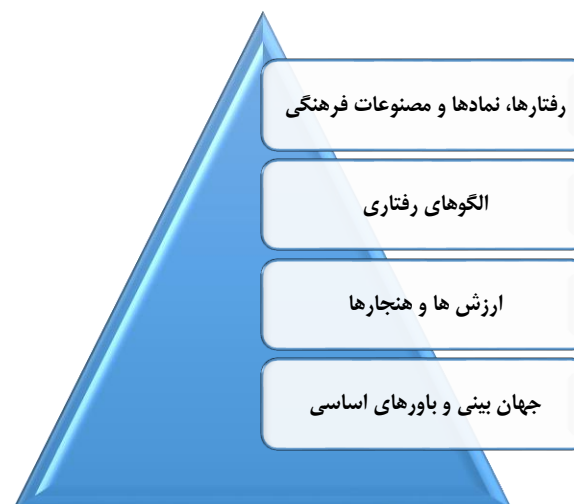 رفتارها، نمادها و مصنوعات فرهنگی
الگوهای رفتاری
ارزش ها و هنجارها
جهان بینی و باورهای اساسی